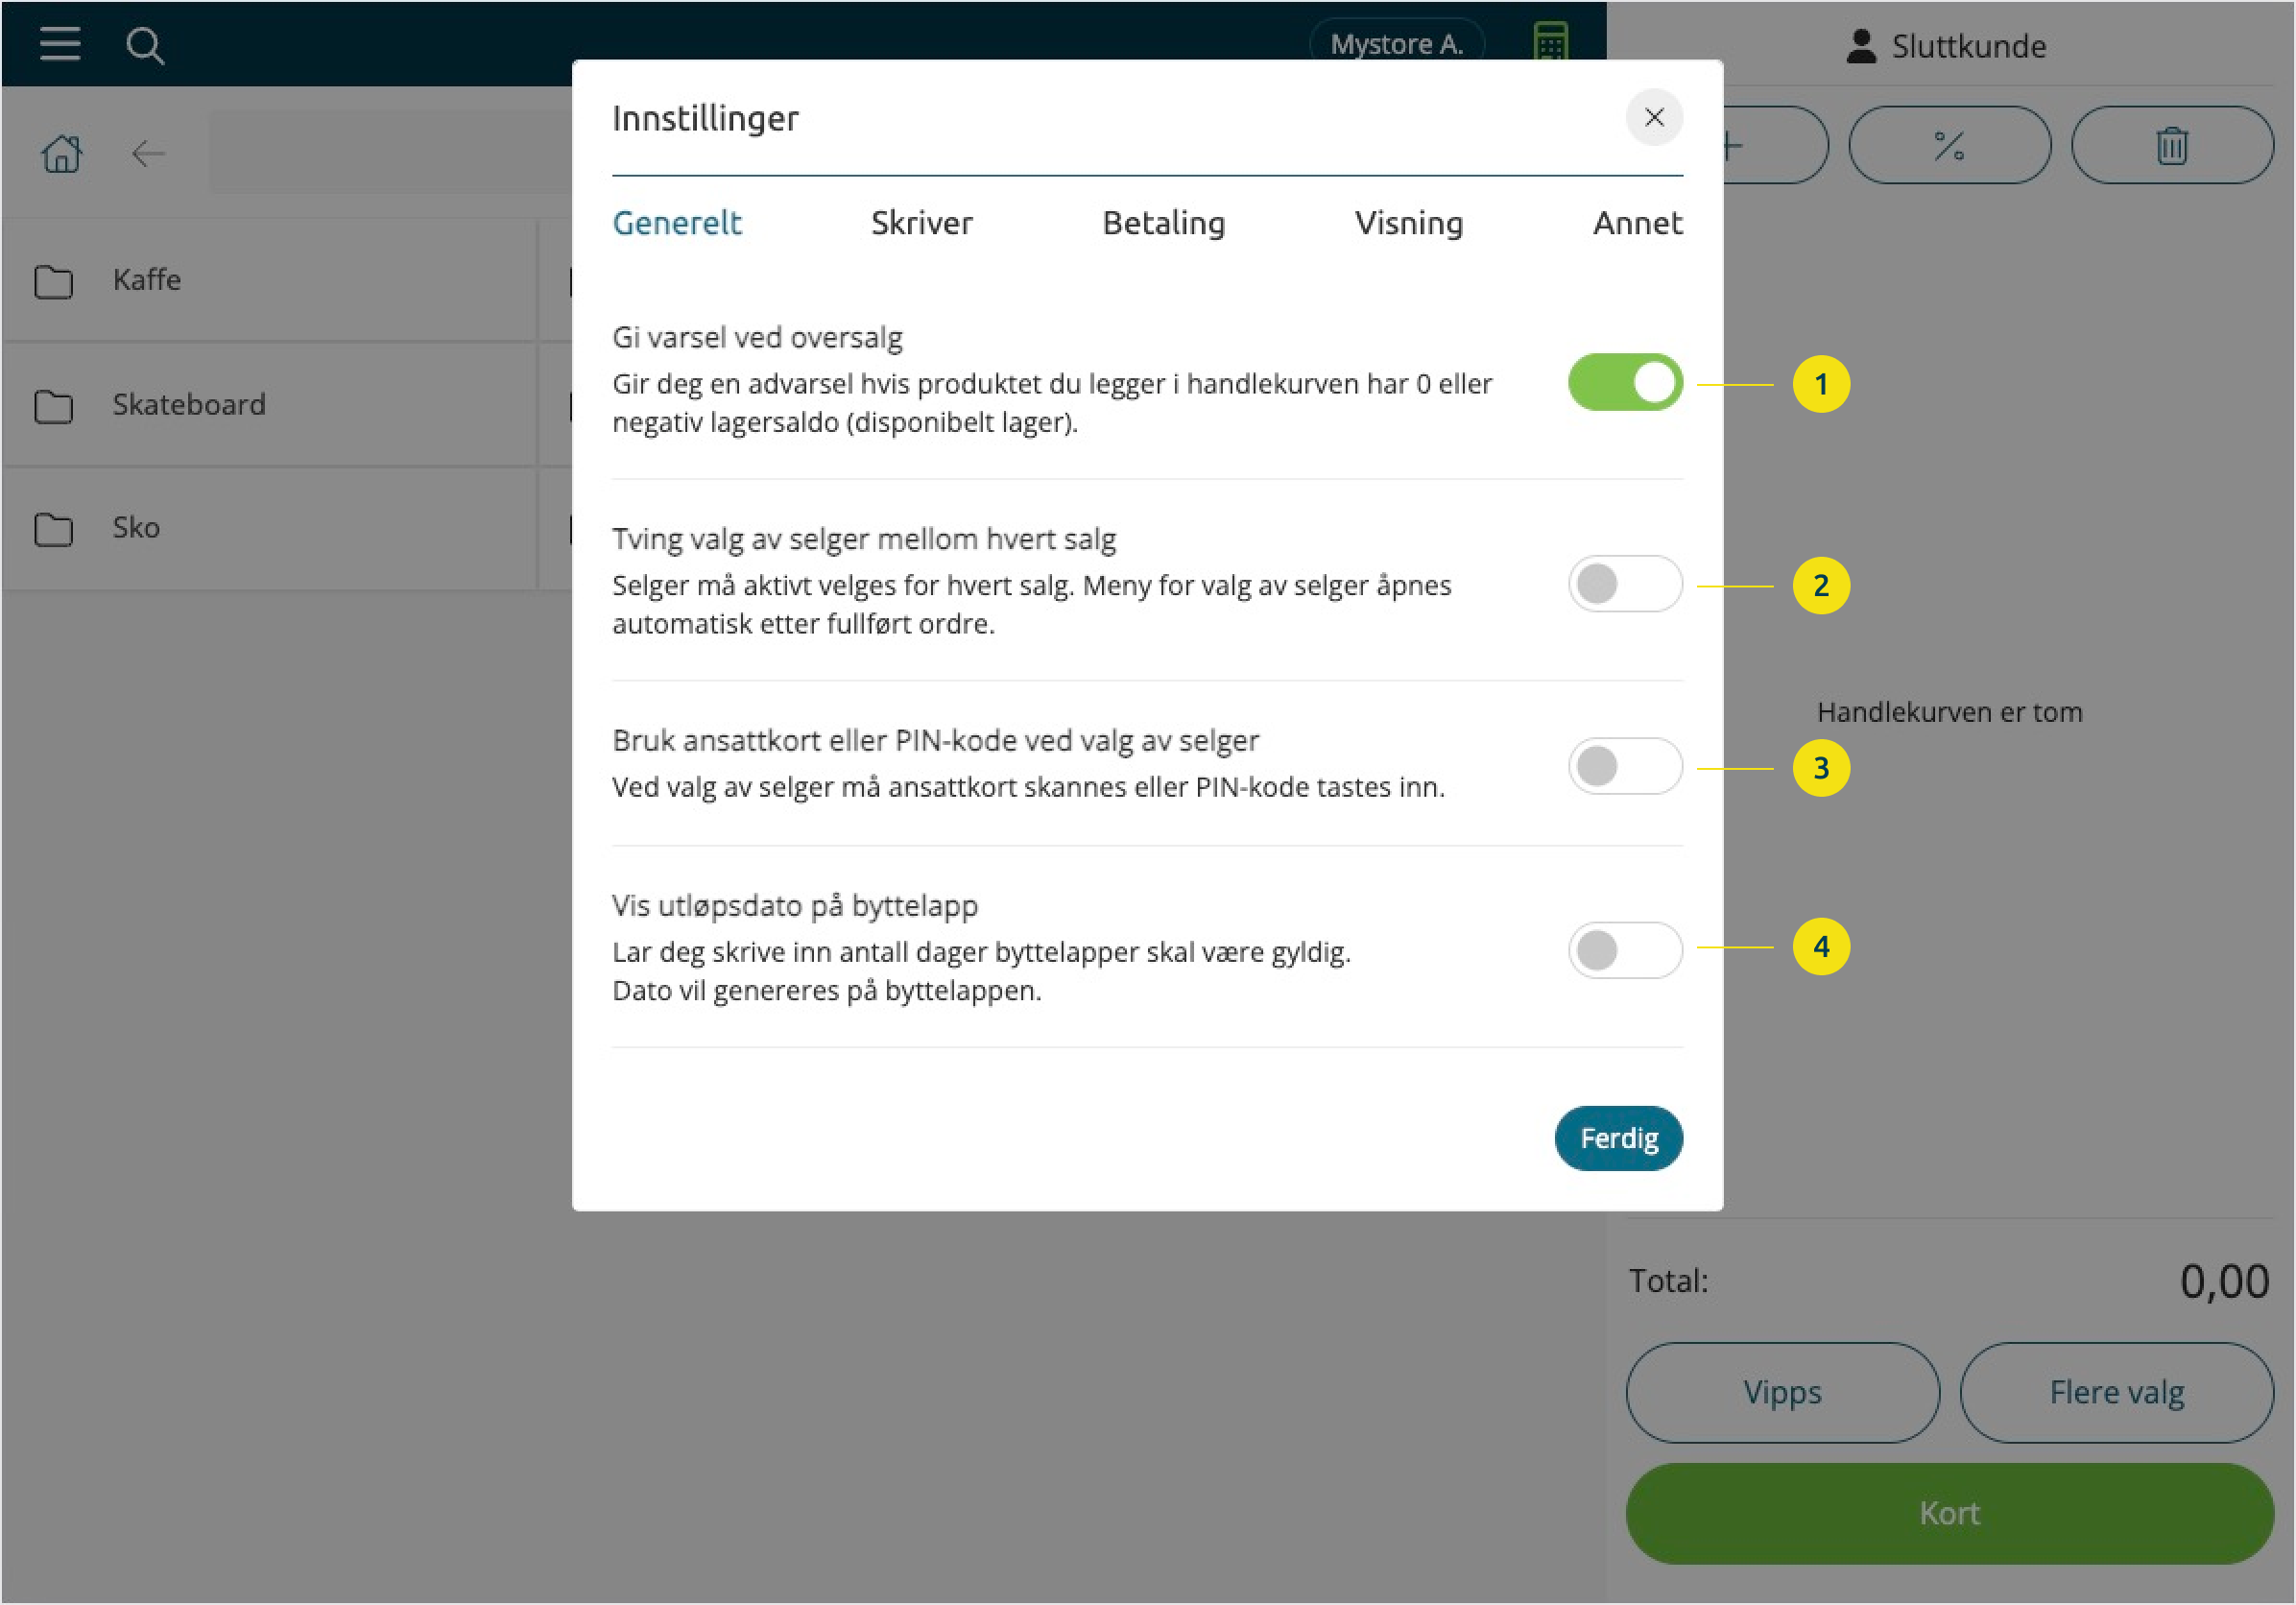 Mystore A.
Sluttkunde
Innstillinger
Generelt Skriver Betaling Visning Annet
Kaffe
Skateboard
Sko
Gi varsel ved oversalg
Gir deg en advarsel hvis produktet du legger i handlekurven har 0 eller
negativ lagersaldo (disponibelt lager).
1
Tving valg av selger mellom hvert salg
Selger må aktivt velges for hvert salg. Meny for valg av selger åpnes
automatisk etter fullført ordre.
2
Handlekurven er tom
Bruk ansattkort eller PIN-kode ved valg av selger
Ved valg av selger må ansattkort skannes eller PIN-kode tastes inn.
3
Vis utløpsdato på byttelapp
Lar deg skrive inn antall dager byttelapper skal være gyldig.
Dato vil genereres på byttelappen.
4
Ferdig
Total: 0,00
Vipps Flere valg
Kort